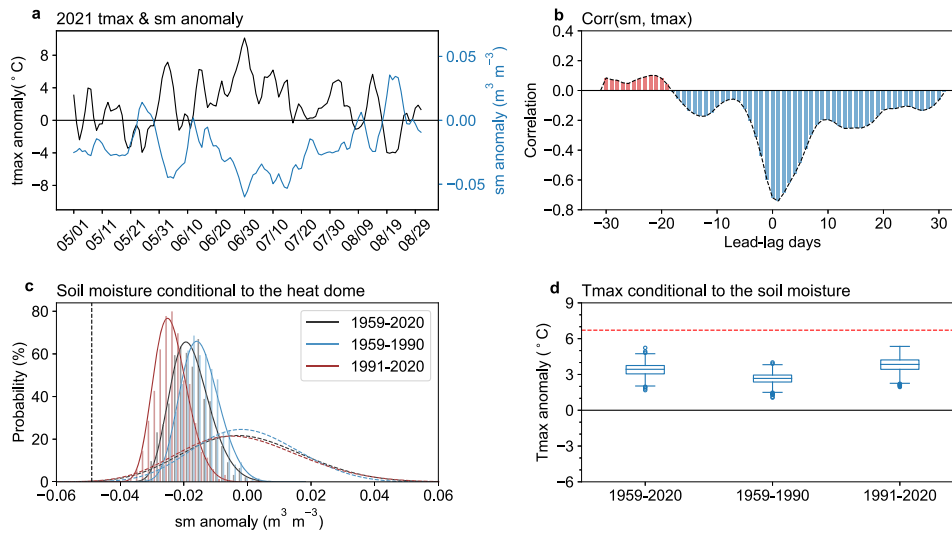 a 2021 tmax & sm anomaly
tmax anomaly(°C)
8
4
0
−4
−8
0.05
0.00
−0.05
sm anomaly (m³ m⁻³)
05/01 05/11 05/21 05/31 06/10 06/20 06/30 07/10 07/20 07/30 08/09 08/19 08/29
b Corr(sm, tmax)
Correlation
0.4
0.2
0.0
−0.2
−0.4
−0.6
−0.8
−30 −20 −10 0 10 20 30
Lead-lag days
c Soil moisture conditional to the heat dome
Probability (%)
80
60
40
20
0
1959-2020
1959-1990
1991-2020
−0.06 −0.04 −0.02 0.00 0.02 0.04 0.06
sm anomaly (m³ m⁻³)
d Tmax conditional to the soil moisture
Tmax anomaly (°C)
9
6
3
0
−3
−6
1959-2020 1959-1990 1991-2020